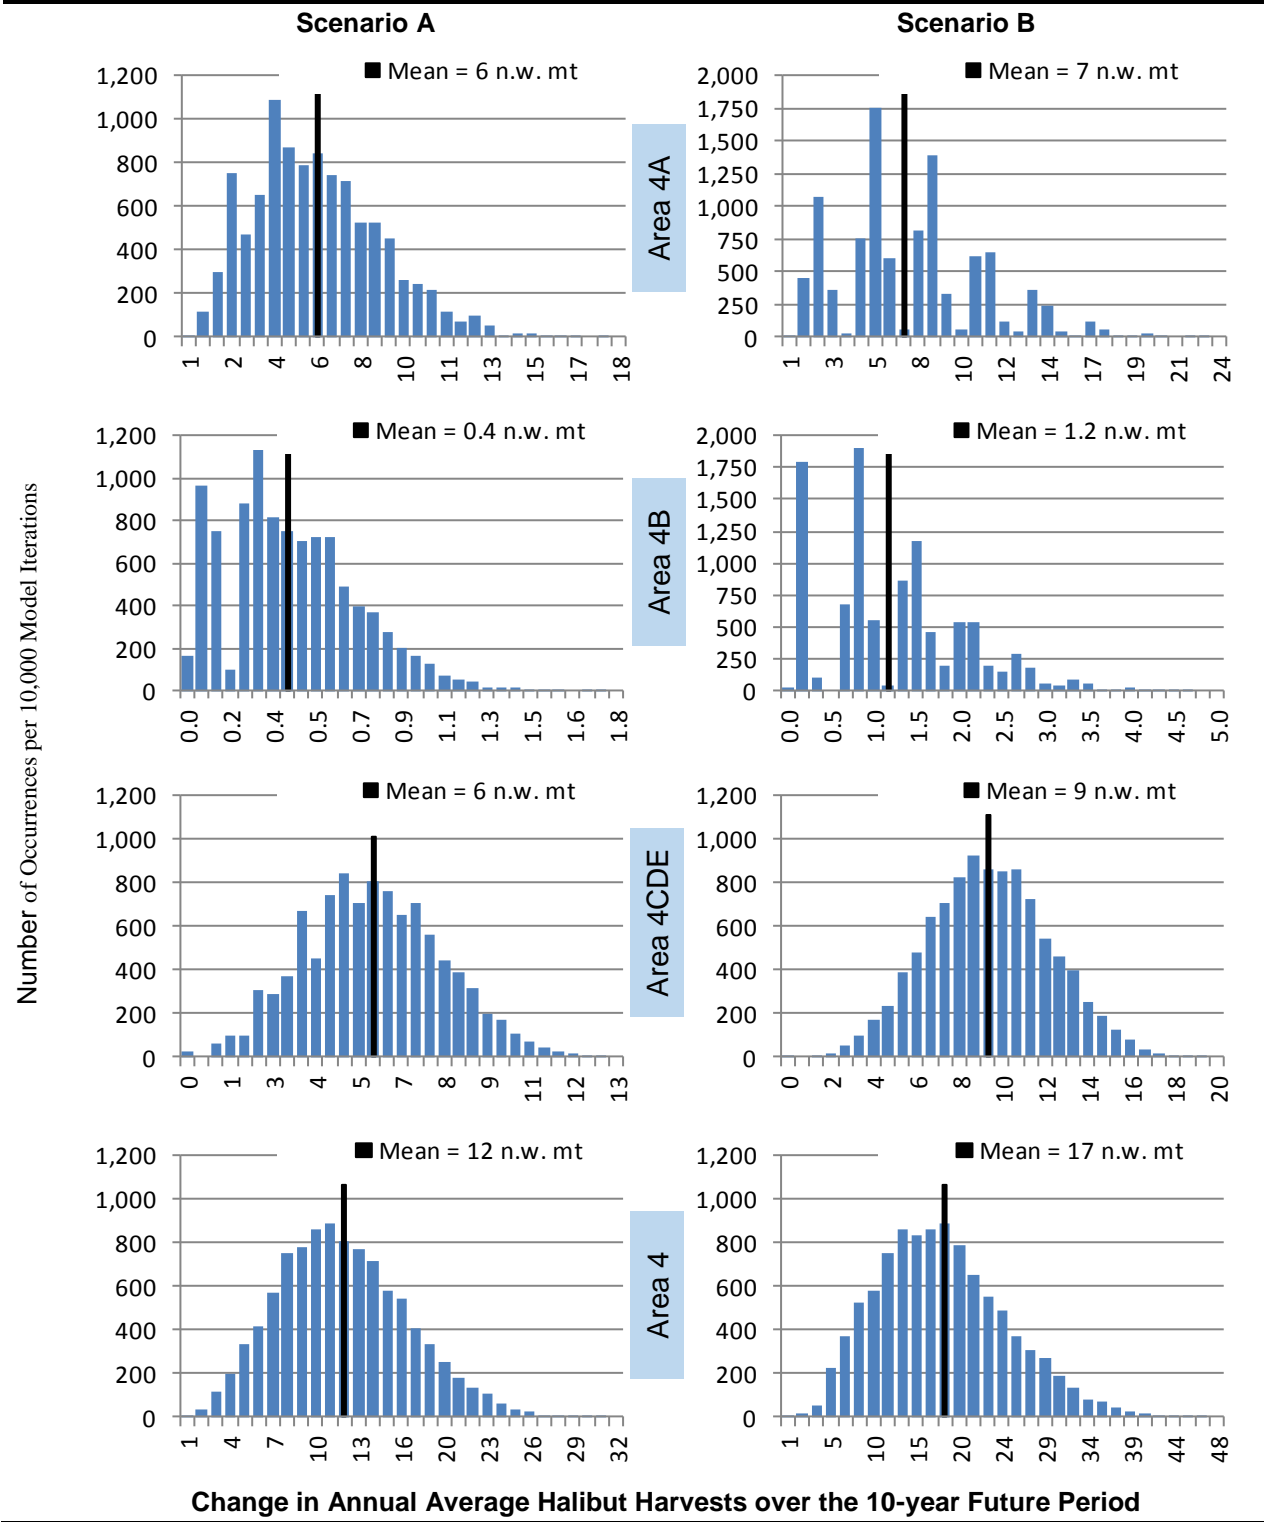 Scenario A
Scenario B
Number of Occurrences per 10,000 Model Iterations
Mean = 6 n.w. mt
1,200
1,000
800
600
400
200
0
1 2 4 6 8 10 11 13 15 17 18
Area 4A
Mean = 7 n.w. mt
2,000
1,750
1,500
1,250
1,000
750
500
250
0
1 3 5 8 10 12 14 17 19 21 24
Mean = 0.4 n.w. mt
1,200
1,000
800
600
400
200
0
0.0 0.2 0.4 0.5 0.7 0.9 1.1 1.3 1.5 1.6 1.8
Area 4B
Mean = 1.2 n.w. mt
2,000
1,750
1,500
1,250
1,000
750
500
250
0
0.0 0.5 1.0 1.5 2.0 2.5 3.0 3.5 4.0 4.5 5.0
Mean = 6 n.w. mt
1,200
1,000
800
600
400
200
0
0 1 3 4 5 7 8 9 11 12 13
Area 4CDE
Mean = 9 n.w. mt
1,200
1,000
800
600
400
200
0
0 2 4 6 8 10 12 14 16 18 20
Mean = 12 n.w. mt
1,200
1,000
800
600
400
200
0
1 4 7 10 13 16 20 23 26 29 32
Area 4
Mean = 17 n.w. mt
1,200
1,000
800
600
400
200
0
1 5 10 15 20 24 29 34 39 44 48
Change in Annual Average Halibut Harvests over the 10-year Future Period